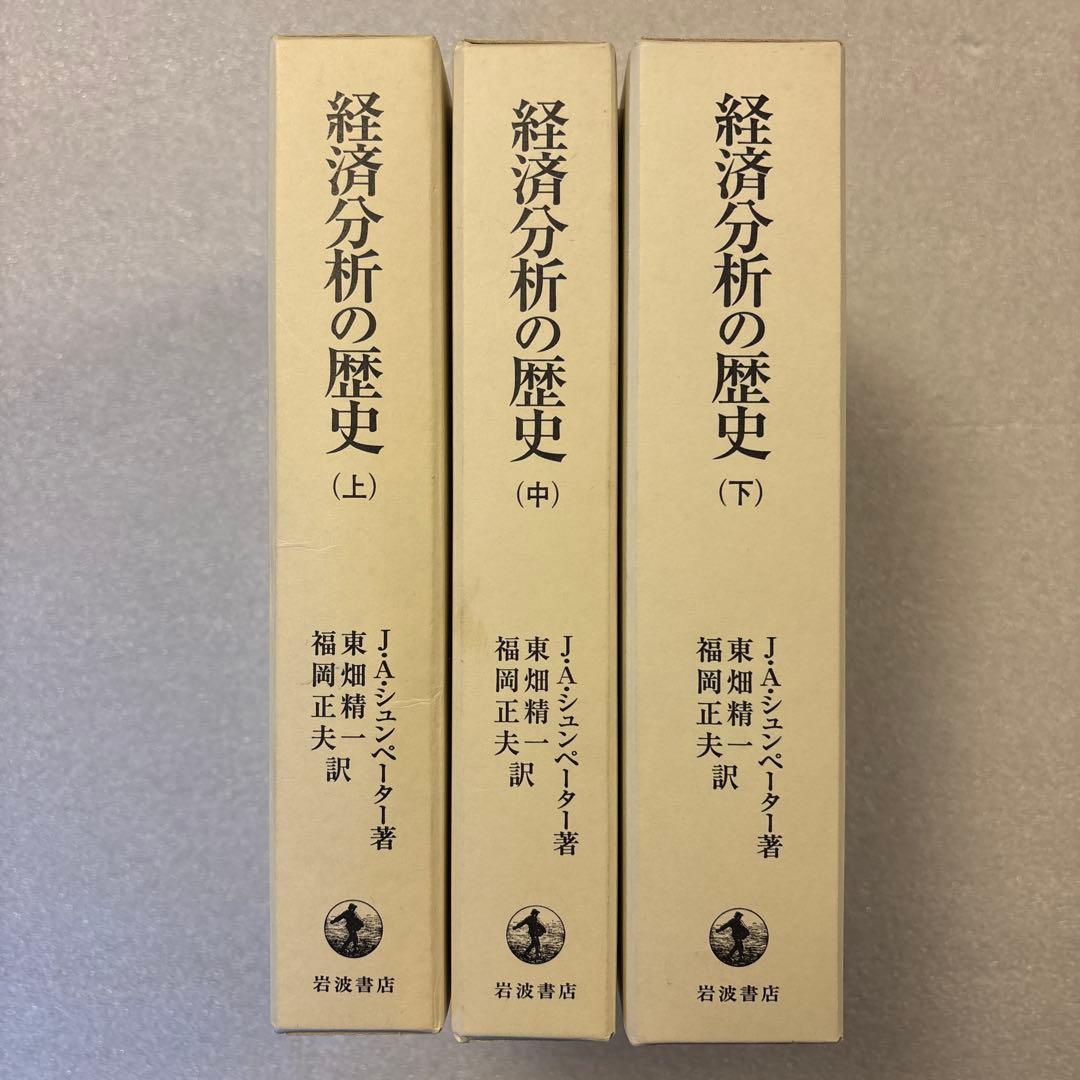 経済分析の歴史
(上)
J・A・シュンペーター著
東畑精一
福岡正夫
訳
岩波書店
経済分析の歴史
(中)
J・A・シュンペーター著
東畑精一
福岡正夫
訳
岩波書店
経済分析の歴史
(下)
J・A・シュンペーター著
東畑精一
福岡正夫
訳
岩波書店